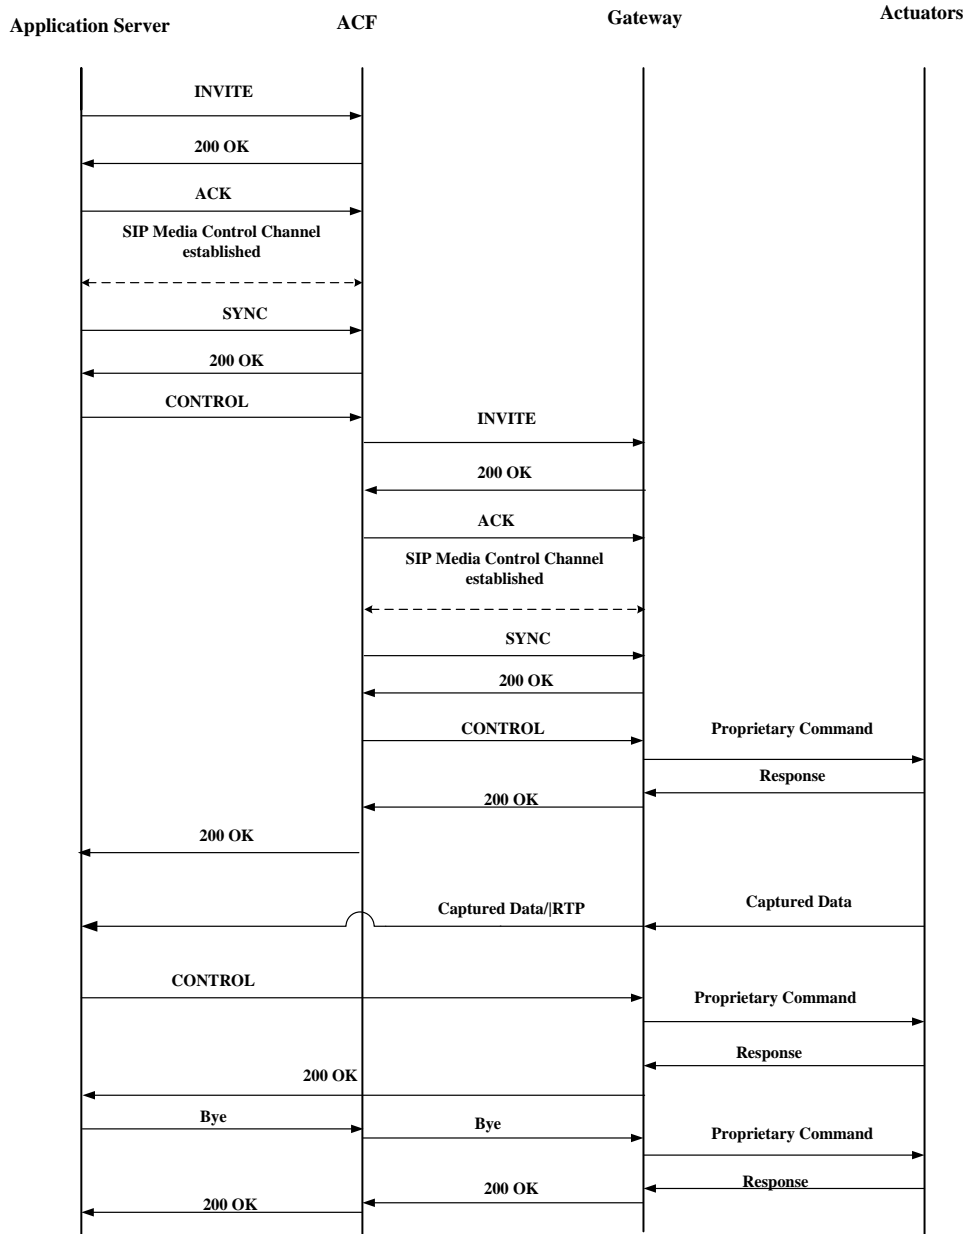 Application Server
ACF
Gateway
Actuators
INVITE
200 OK
ACK
SIP Media Control Channel
established
SYNC
200 OK
CONTROL
INVITE
200 OK
ACK
SIP Media Control Channel
established
SYNC
200 OK
CONTROL
Proprietary Command
Response
200 OK
200 OK
Captured Data/|RTP
Captured Data
CONTROL
Proprietary Command
Response
200 OK
Bye
Bye
Proprietary Command
Response
200 OK
200 OK